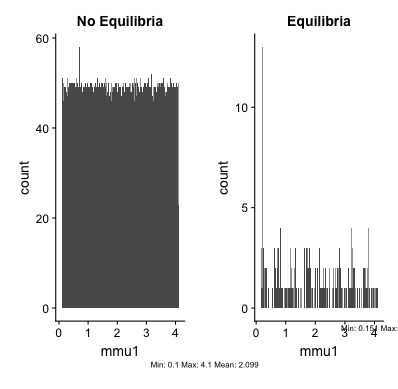 No Equilibria
Equilibria
60
40
20
0
count
0 1 2 3 4
mmu1
Min: 0.1 Max: 4.1 Mean: 2.099
10
5
0
count
0 1 2 3 4
mmu1
Min: 0.151 Max: